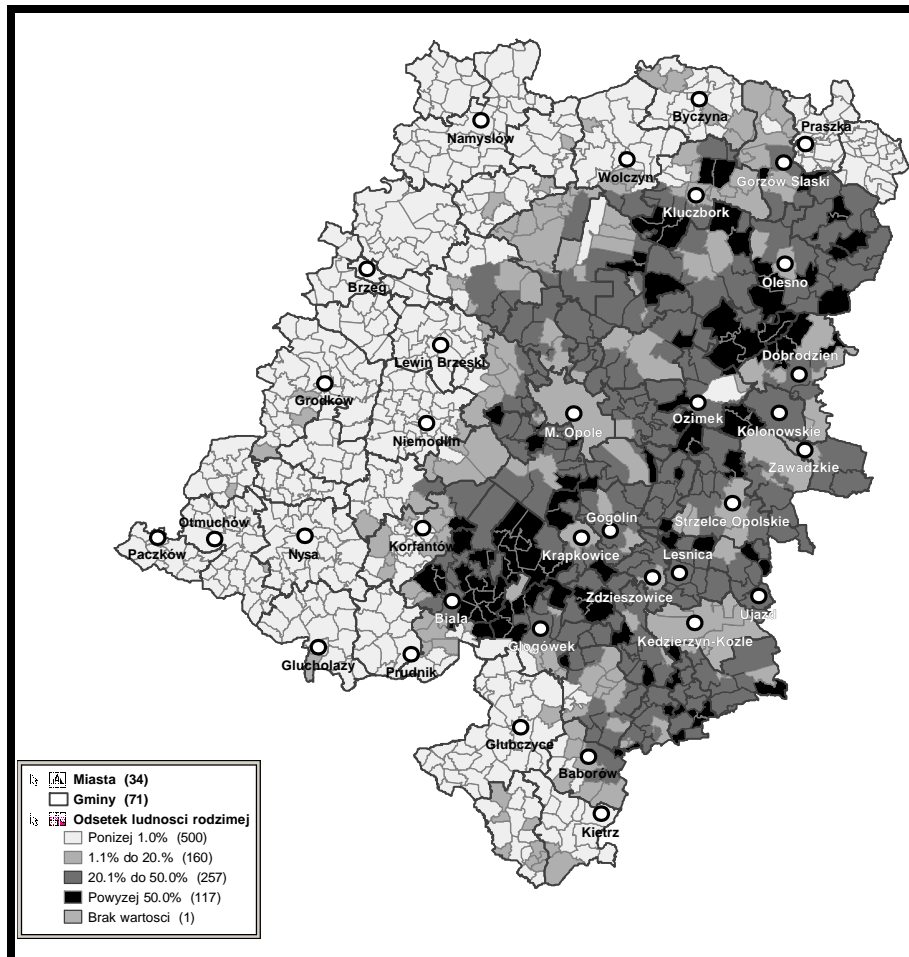 Byczyna
Namysłów
Praszka
Wolczyn
Gorzów Slaski
Kluczbork
Olesno
Brzeg
Lewin Brzeski
Dobrodzien
Grodków
Ozimek
Kolonowskie
Niemodlin
M. Opole
Zawadzkie
Otmuchów
Gogolin
Strzelce Opolskie
Paczków
Nysa
Korfantów
Krapkowice
Lesnica
Zdzieszowice
Ujazd
Biala
Glogówek
Kedzierzyn-Kozle
Glucholazy
Prudnik
Glubczyce
Baborów
Kietrz
Miasta (34)
Gminy (71)
Odsetek ludnosci rodzimej
Ponizej 1.0% (500)
1.1% do 20.% (160)
20.1% do 50.0% (257)
Powyzej 50.0% (117)
Brak wartosci (1)